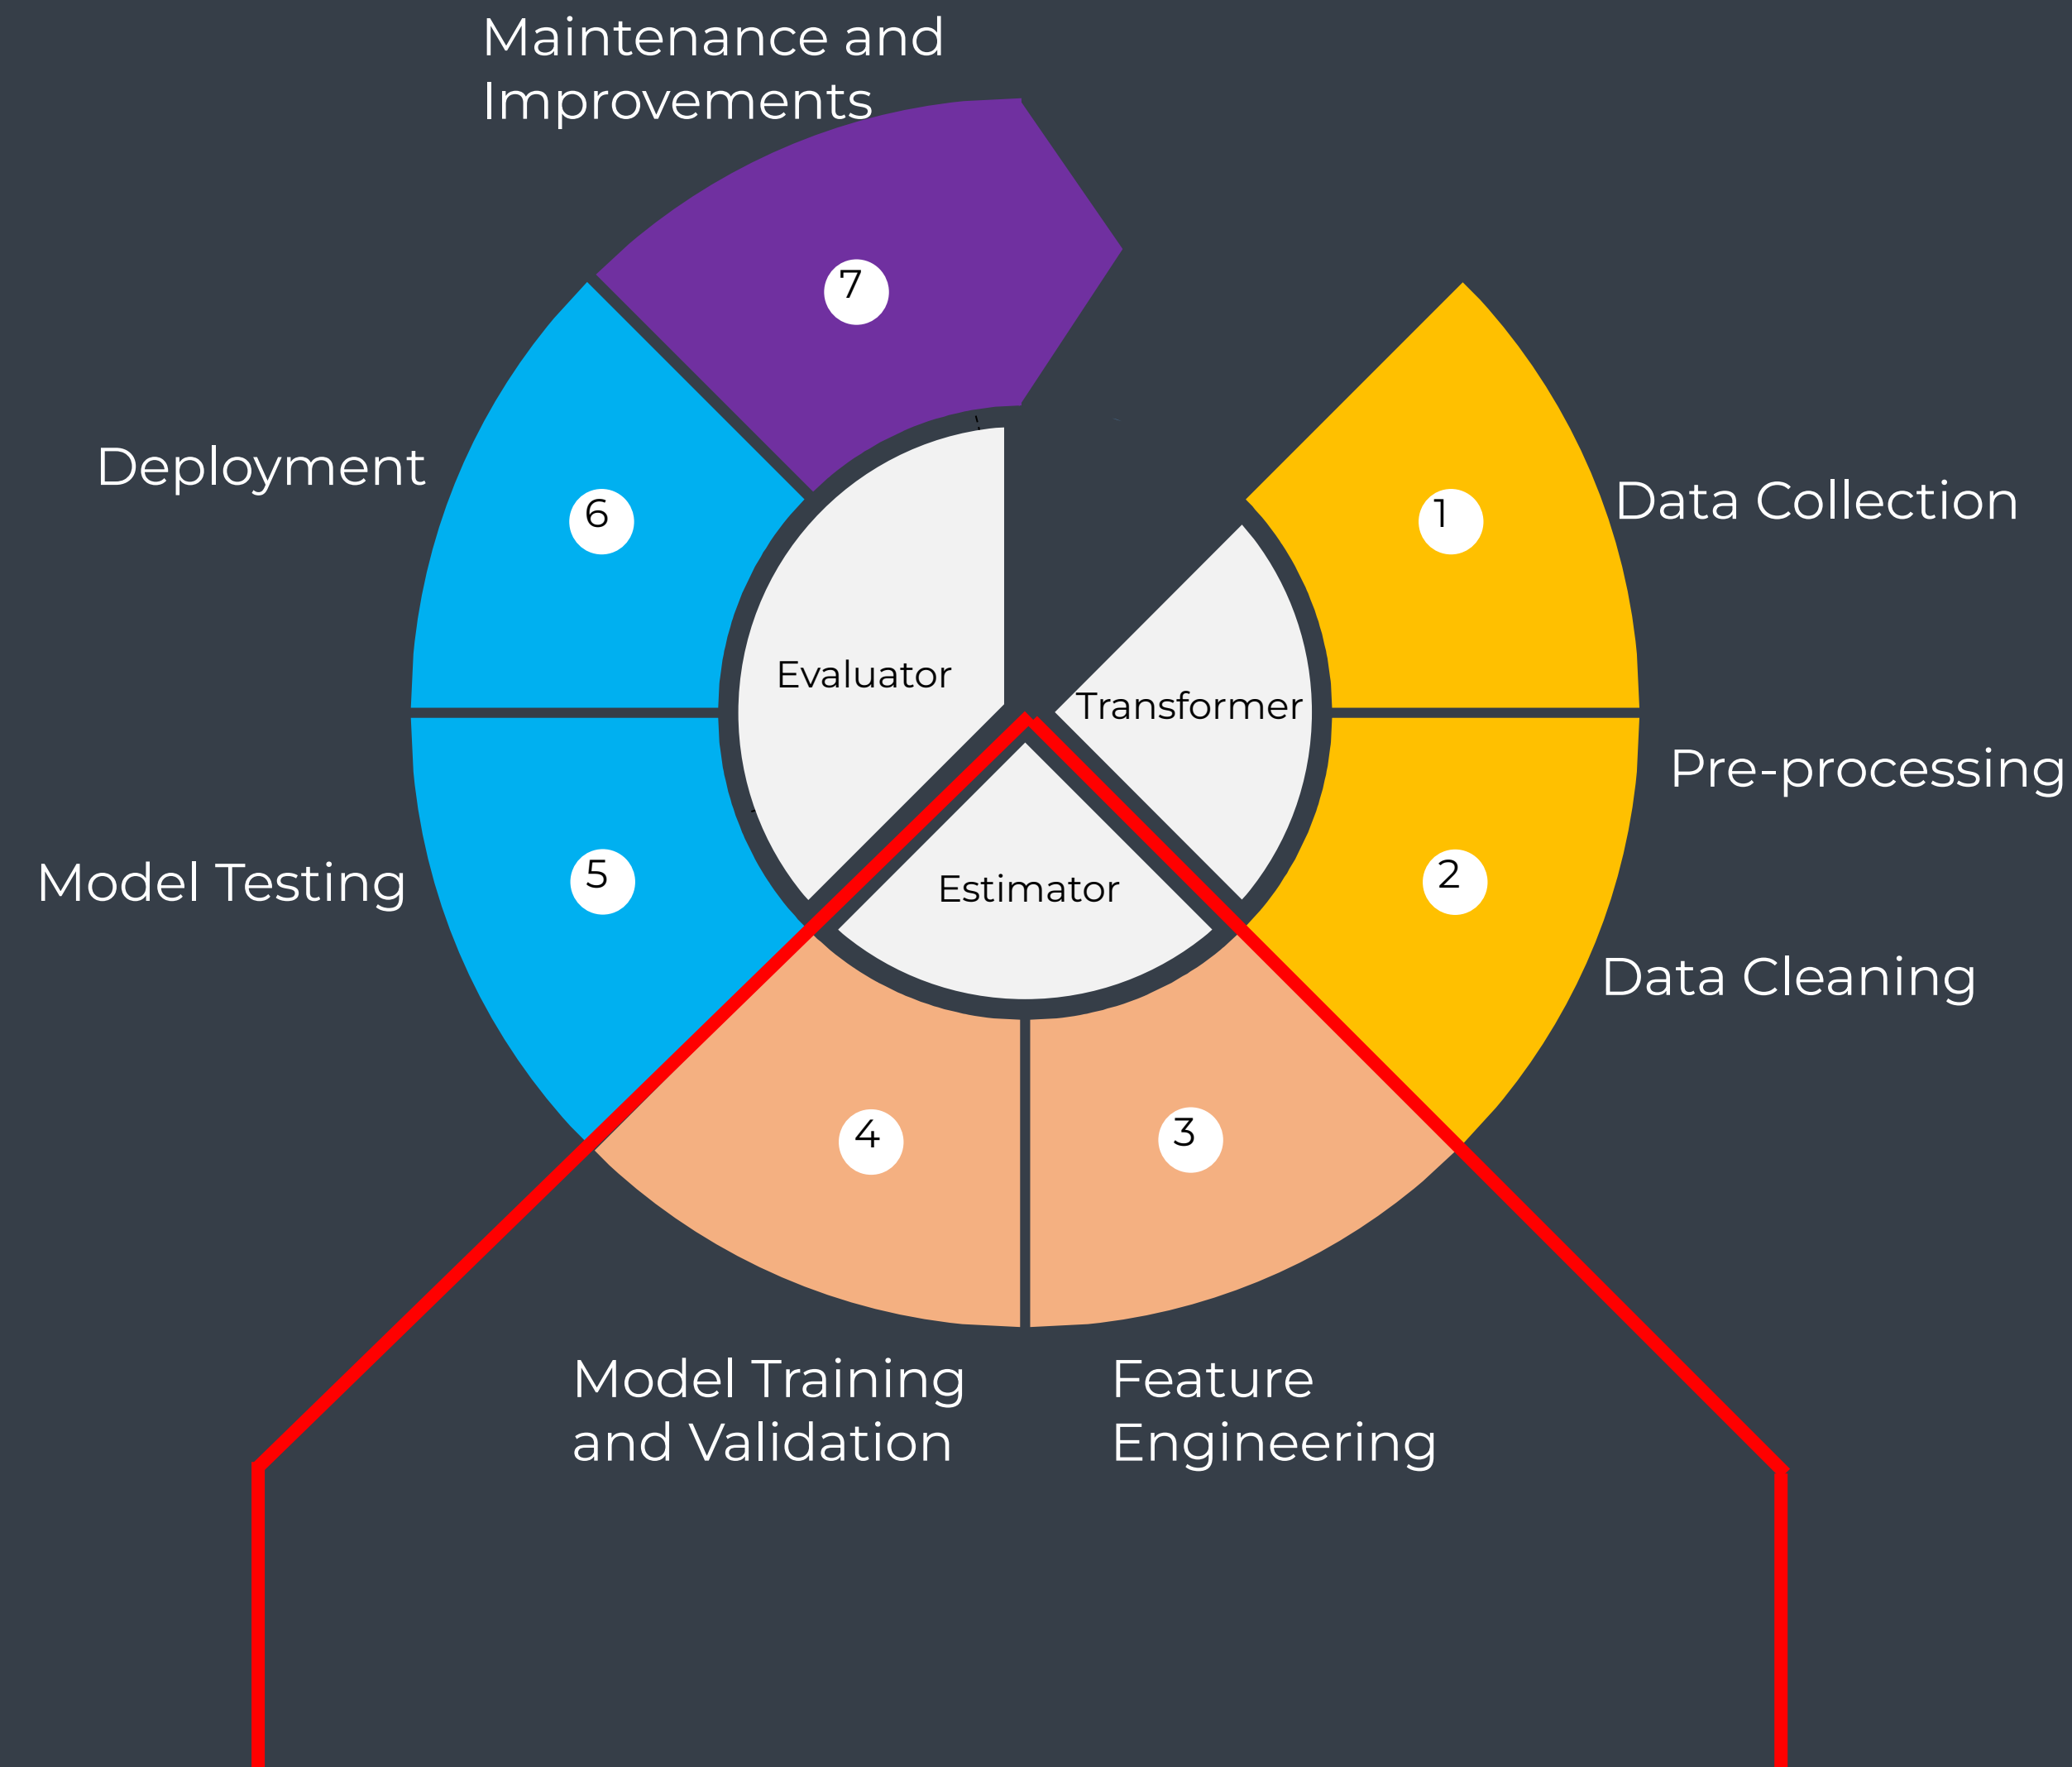 Maintenance and
Improvements
7
Deployment
6
1
Data Collection
Evaluator
Transformer
Pre-processing
Model Testing
5
Estimator
2
Data Cleaning
4
3
Model Training
and Validation
Feature
Engineering